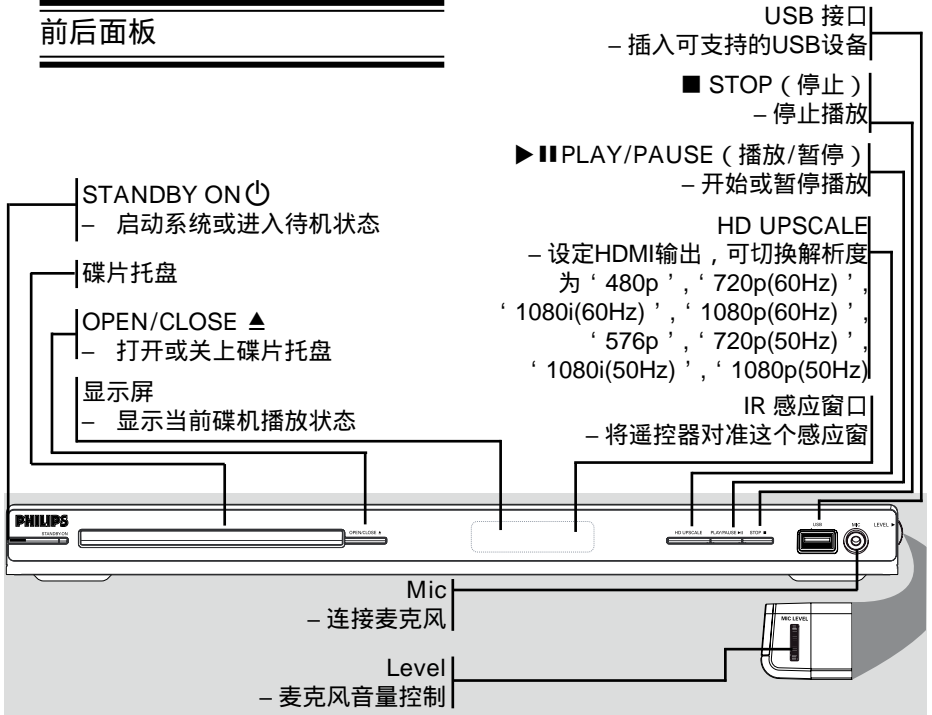 前后面板
USB 接口
– 插入可支持的USB设备
■ STOP（停止）
– 停止播放
▶❚❚PLAY/PAUSE（播放/暂停）
– 开始或暂停播放
HD UPSCALE
– 设定HDMI输出，可切换解析度
为‘480p’,‘720p(60Hz)’,
‘1080i(60Hz)’,‘1080p(60Hz)’,
‘576p’,‘720p(50Hz)’,
‘1080i(50Hz)’,‘1080p(50Hz)
IR 感应窗口
– 将遥控器对准这个感应窗
STANDBY ON⏻
– 启动系统或进入待机状态
碟片托盘
OPEN/CLOSE ⏏
– 打开或关上碟片托盘
显示屏
– 显示当前碟机播放状态
PHILIPS
STANDBY ON
OPEN/CLOSE ⏏
HD UPSCALE
PLAY/PAUSE ▶❚❚
STOP ■
USB
MIC
LEVEL ▶
Mic
– 连接麦克风
MIC LEVEL
Level
– 麦克风音量控制